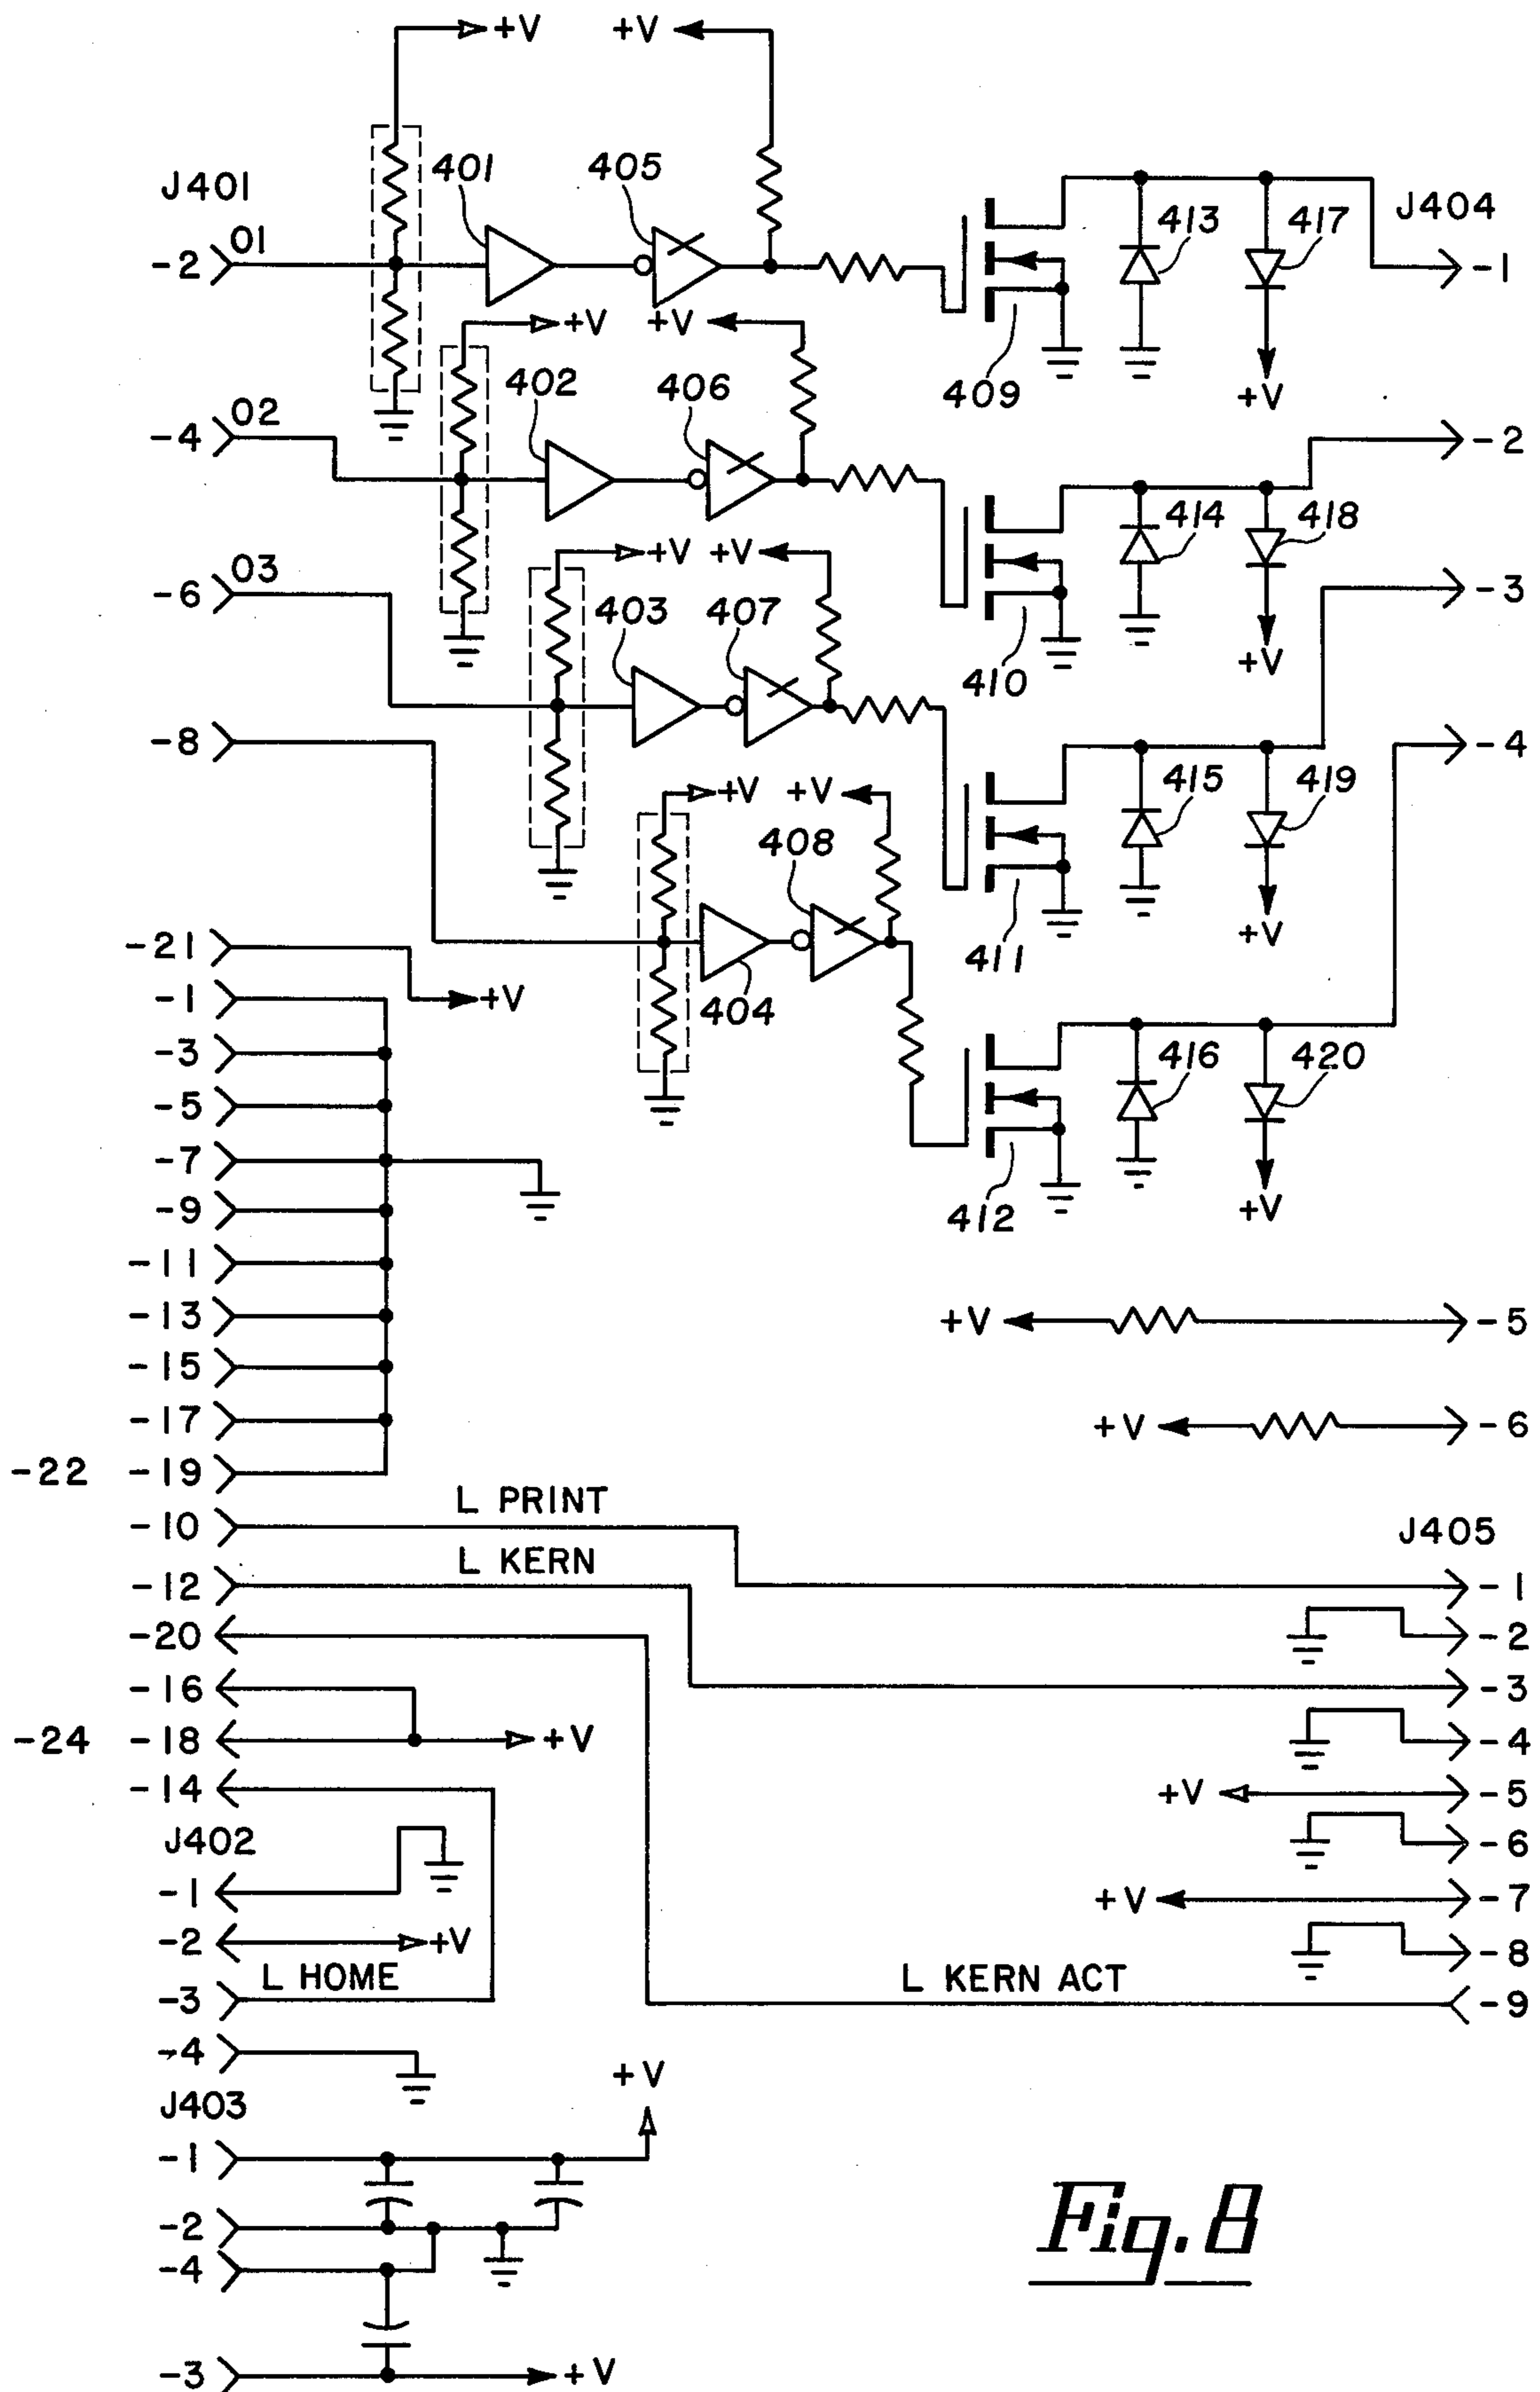 +V +V
J401 401 405 413 417 J404
-2 01 -1
+V +V 409 +V
402 406
-4 02 -2
414 418
+V +V
-6 03 403 407 -3
410 +V
-8 -4
+V +V 415 419
408
-21 411 +V
-1 +V 404
-3 416 420
-5
-7
-9 412 +V
-11
-13 +V -5
-15
-17 +V -6
-22 -19
-10 L PRINT J405
-12 L KERN -1
-20 -2
-16 -3
-24 -18 +V -4
-14 +V -5
J402 -6
-1 +V -7
-2 +V -8
-3 L HOME L KERN ACT -9
-4
J403 +V
-1
-2
-4
-3 +V
Fig. 8